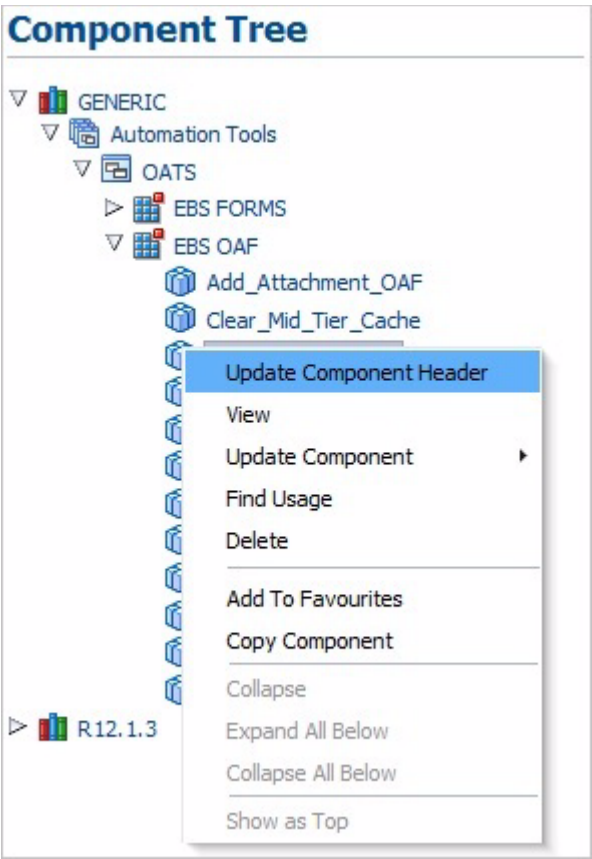 Component Tree
GENERIC
Automation Tools
OATS
EBS FORMS
EBS OAF
Add_Attachment_OAF
Clear_Mid_Tier_Cache
Update Component Header
View
Update Component
Find Usage
Delete
Add To Favourites
Copy Component
Collapse
Expand All Below
Collapse All Below
Show as Top
R12.1.3